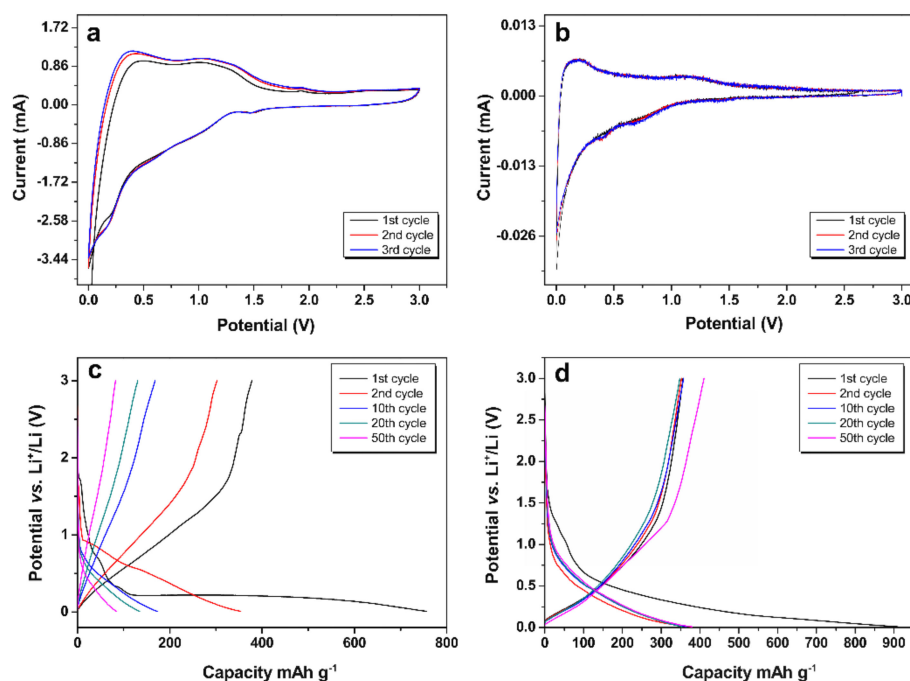 a
1.72
0.86
0.00
-0.86
-1.72
-2.58
-3.44
Current (mA)
1st cycle
2nd cycle
3rd cycle
0.0 0.5 1.0 1.5 2.0 2.5 3.0
Potential (V)
b
0.013
0.000
-0.013
-0.026
Current (mA)
1st cycle
2nd cycle
3rd cycle
0.0 0.5 1.0 1.5 2.0 2.5 3.0
Potential (V)
c
3
2
1
0
Potential vs. Li⁺/Li (V)
1st cycle
2nd cycle
10th cycle
20th cycle
50th cycle
0 200 400 600 800
Capacity mAh g⁻¹
d
3.0
2.5
2.0
1.5
1.0
0.5
0.0
Potential vs. Li⁺/Li (V)
1st cycle
2nd cycle
10th cycle
20th cycle
50th cycle
0 100 200 300 400 500 600 700 800 900
Capacity mAh g⁻¹